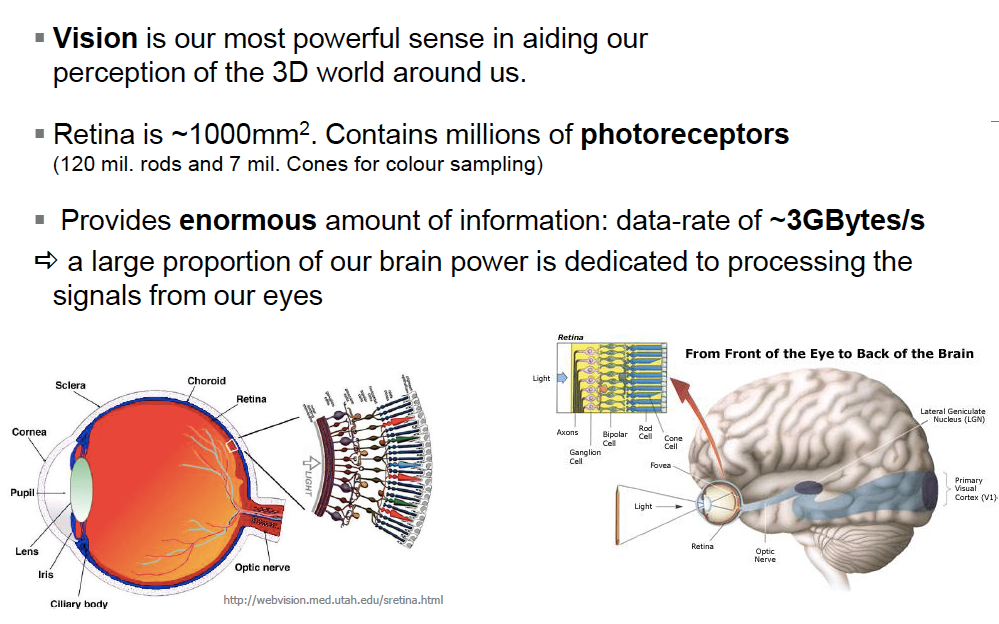 ▪ Vision is our most powerful sense in aiding our
perception of the 3D world around us.
▪ Retina is ~1000mm². Contains millions of photoreceptors
(120 mil. rods and 7 mil. Cones for colour sampling)
▪ Provides enormous amount of information: data-rate of ~3GBytes/s
⇨ a large proportion of our brain power is dedicated to processing the
signals from our eyes
Sclera
Choroid
Retina
Cornea
Pupil
Lens
Iris
Ciliary body
Optic nerve
LIGHT
http://webvision.med.utah.edu/sretina.html
Retina
From Front of the Eye to Back of the Brain
Light
Axons
Ganglion
Cell
Bipolar
Cell
Rod
Cell
Cone
Cell
Fovea
Light
Retina
Optic
Nerve
Lateral Geniculate
Nucleus (LGN)
Primary
Visual
Cortex (V1)